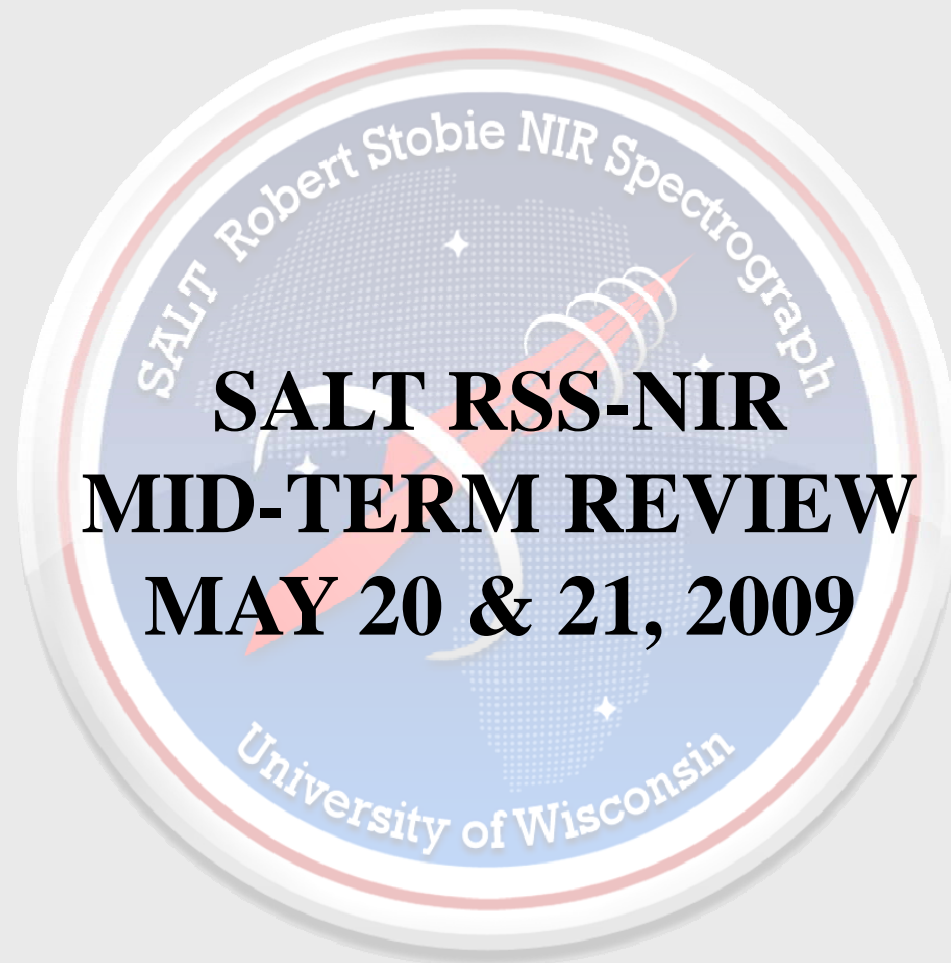 SALT Robert Stobie NIR Spectrograph
SALT RSS-NIR
MID-TERM REVIEW
MAY 20 & 21, 2009
University of Wisconsin